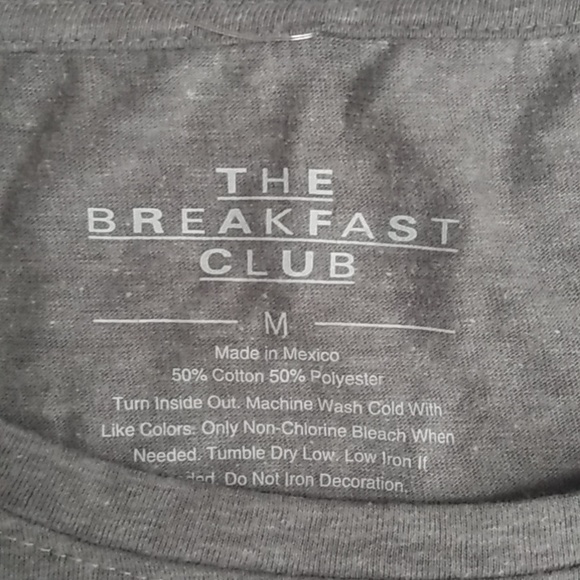 THE
BREAKFAST
CLUB
M
Made in Mexico
50% Cotton 50% Polyester
Turn Inside Out. Machine Wash Cold With
Like Colors. Only Non-Chlorine Bleach When
Needed. Tumble Dry Low. Low Iron If
Do Not Iron Decoration.